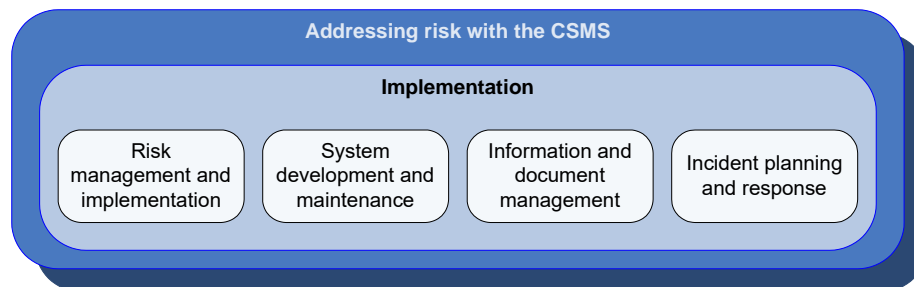 Addressing risk with the CSMS
Implementation
Risk
management and
implementation
System
development and
maintenance
Information and
document
management
Incident planning
and response